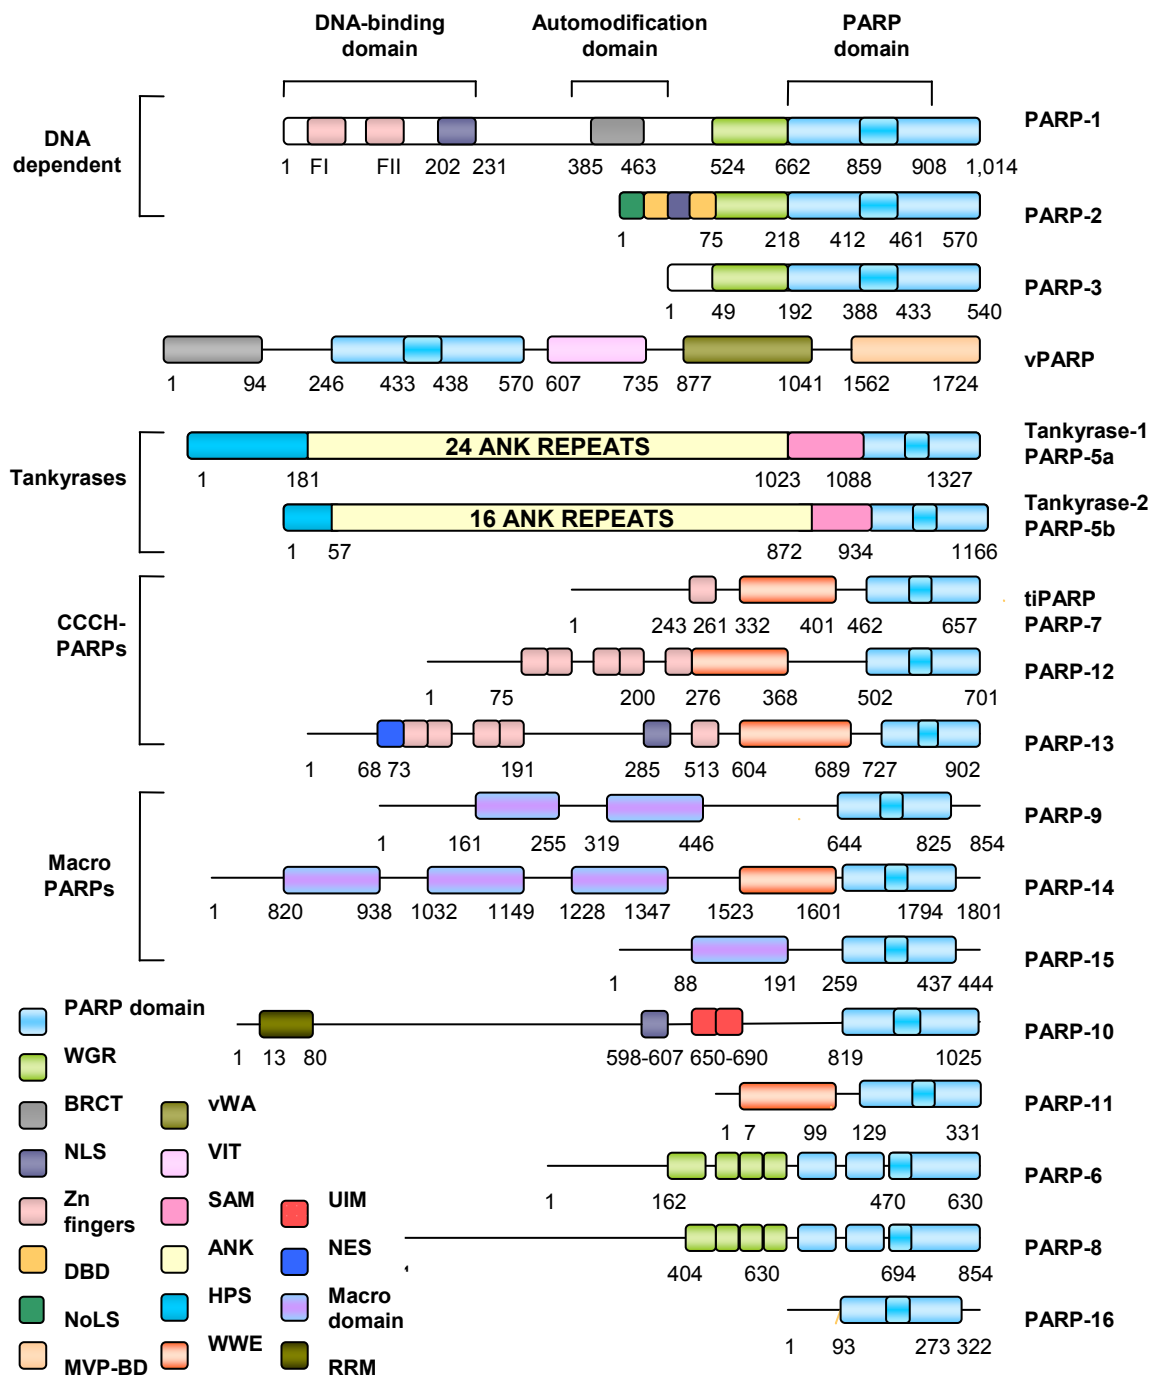 DNA-binding
domain
Automodification
domain
PARP
domain
DNA
dependent
PARP-1
1 FI FII 202 231 385 463 524 662 859 908 1,014
PARP-2
1 75 218 412 461 570
PARP-3
1 49 192 388 433 540
vPARP
1 94 246 433 438 570 607 735 877 1041 1562 1724
Tankyrases
24 ANK REPEATS
Tankyrase-1
PARP-5a
1 181 1023 1088 1327
16 ANK REPEATS
Tankyrase-2
PARP-5b
1 57 872 934 1166
CCCH-
PARPs
tiPARP
PARP-7
1 243 261 332 401 462 657
PARP-12
1 75 200 276 368 502 701
PARP-13
1 68 73 191 285 513 604 689 727 902
Macro
PARPs
PARP-9
1 161 255 319 446 644 825 854
PARP-14
1 820 938 1032 1149 1228 1347 1523 1601 1794 1801
PARP-15
1 88 191 259 437 444
PARP-10
1 13 80 598-607 650-690 819 1025
PARP-11
1 7 99 129 331
PARP-6
1 162 470 630
PARP-8
404 630 694 854
PARP-16
1 93 273 322
PARP domain
WGR
BRCT
NLS
Zn
fingers
DBD
NoLS
MVP-BD
vWA
VIT
SAM
ANK
HPS
WWE
UIM
NES
Macro
domain
RRM